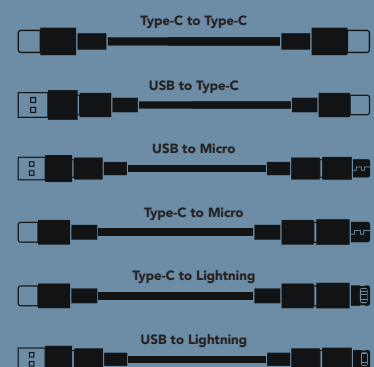 Type-C to Type-C
USB to Type-C
USB to Micro
Type-C to Micro
Type-C to Lightning
USB to Lightning